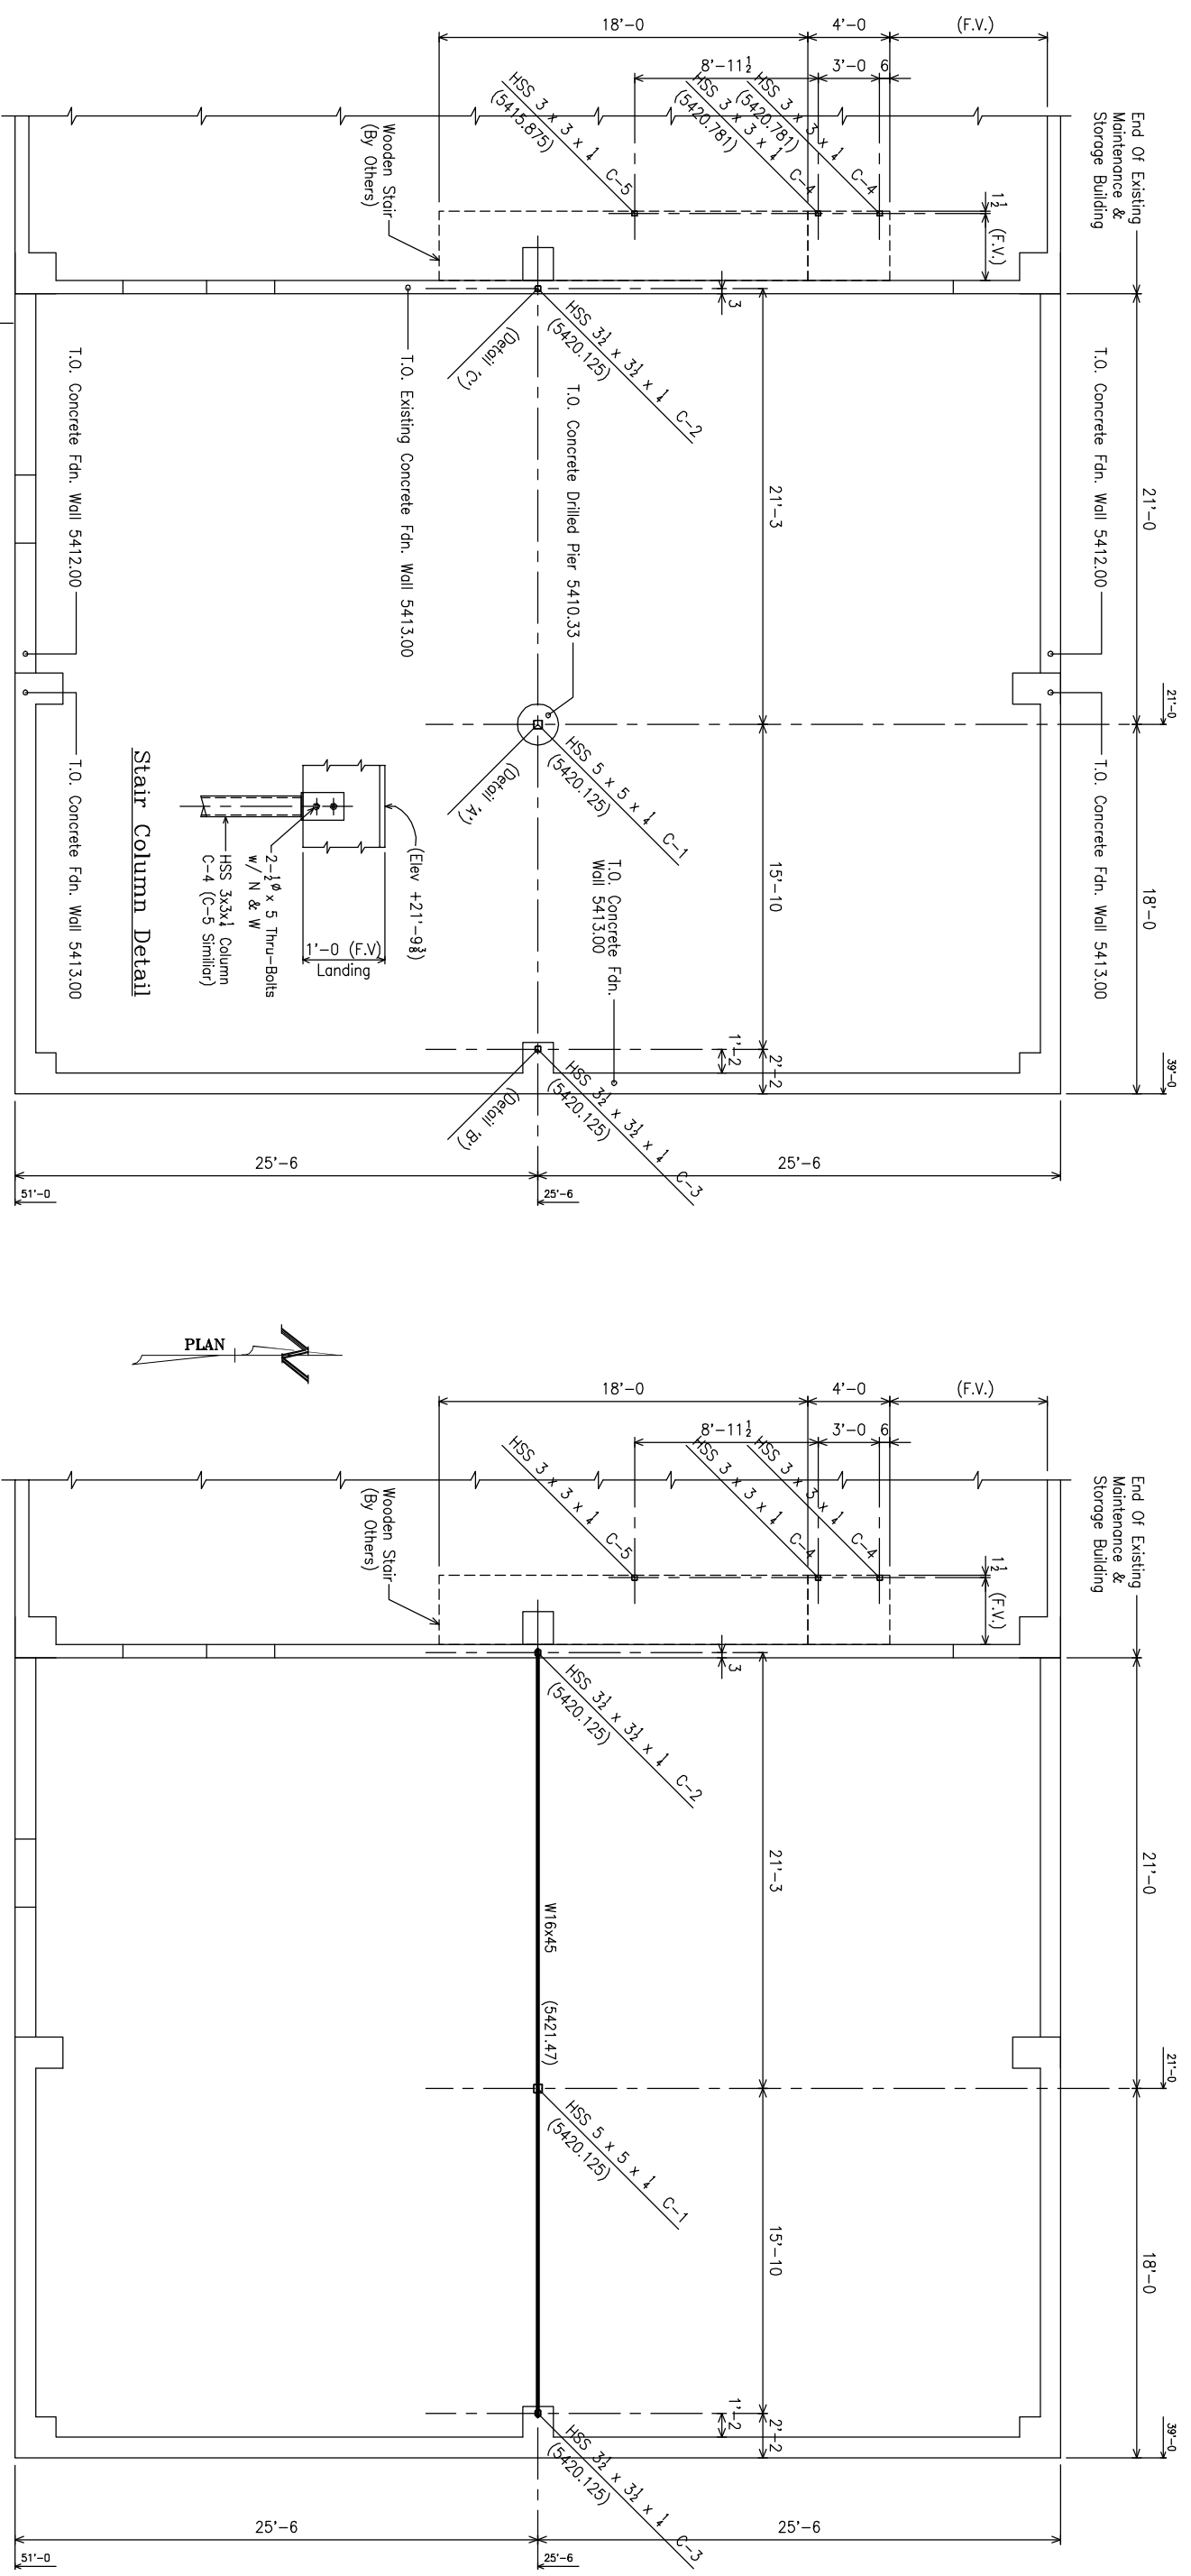 18'-0
4'-0
(F.V.)
8'-11½
3'-0
6
HSS 3 x 3 x ¼ C-5
(5415.875)
HSS 3 x 3 x ¼ C-4
(5420.781)
HSS 3 x 3 x ¼ C-4
(5420.781)
End Of Existing
Maintenance &
Storage Building
1½
(F.V.)
Wooden Stair
(By Others)
3
HSS 3½ x 3½ x ¼ C-2
(5420.125)
(Detail 'C')
T.O. Existing Concrete Fdn. Wall 5413.00
T.O. Concrete Drilled Pier 5410.33
T.O. Concrete Fdn. Wall 5412.00
T.O. Concrete Fdn. Wall 5412.00
21'-3
21'-0
21'-0
HSS 5 x 5 x ¼ C-1
(5420.125)
(Detail 'A')
T.O. Concrete Fdn. Wall 5413.00
T.O. Concrete Fdn. Wall 5413.00
T.O. Concrete Fdn.
Wall 5413.00
15'-10
18'-0
(Elev +21'-9⅜)
1'-0 (F.V)
Landing
2-½ø x 5 Thru-Bolts
w/ N & W
HSS 3x3x¼ Column
C-4 (C-5 Similiar)
Stair Column Detail
1'-2
2'-2
39'-0
HSS 3½ x 3½ x ¼ C-3
(5420.125)
(Detail 'B')
25'-6
25'-6
51'-0
25'-6
PLAN
N
18'-0
4'-0
(F.V.)
8'-11½
3'-0
6
HSS 3 x 3 x ¼ C-5
HSS 3 x 3 x ¼ C-4
HSS 3 x 3 x ¼ C-4
End Of Existing
Maintenance &
Storage Building
1½
(F.V.)
Wooden Stair
(By Others)
3
HSS 3½ x 3½ x ¼ C-2
(5420.125)
21'-3
21'-0
21'-0
W16x45 (5421.47)
HSS 5 x 5 x ¼ C-1
(5420.125)
15'-10
18'-0
1'-2
2'-2
39'-0
HSS 3½ x 3½ x ¼ C-3
(5420.125)
25'-6
25'-6
51'-0
25'-6